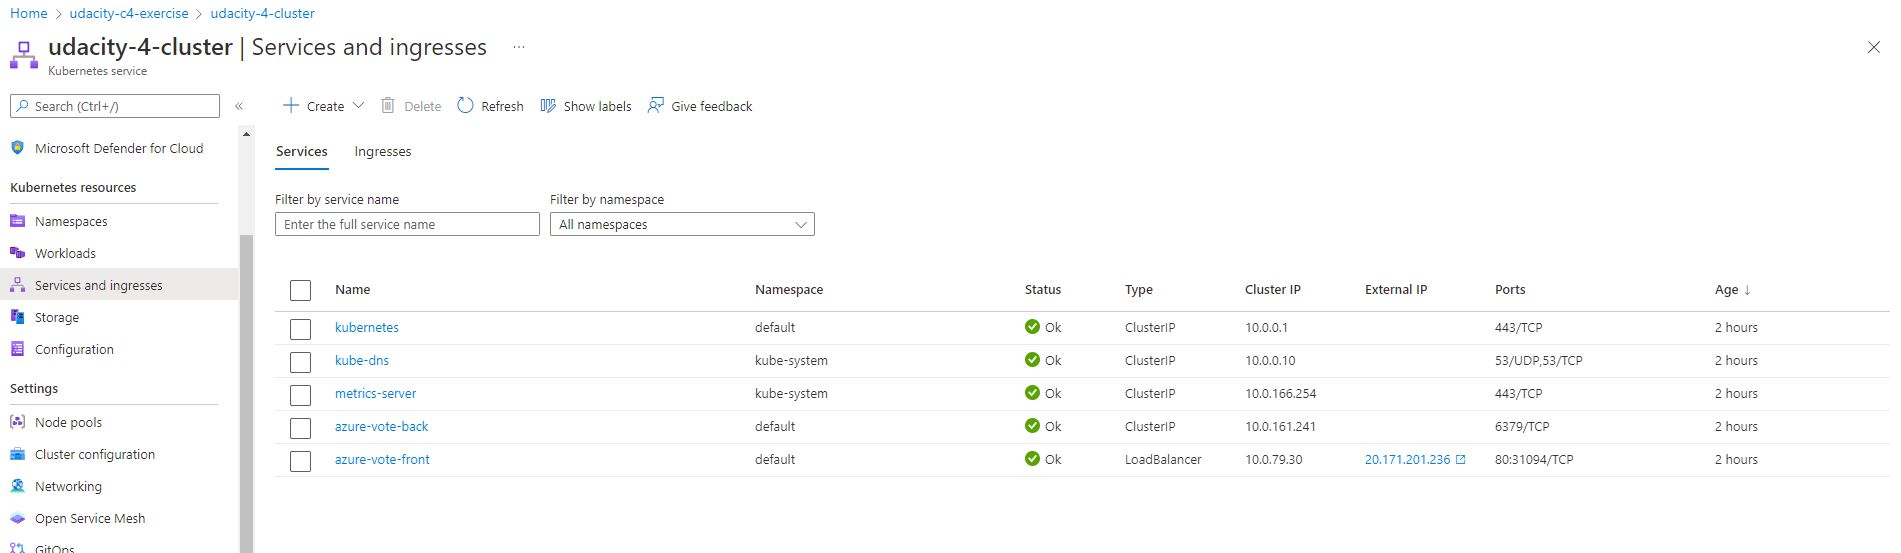 Home > udacity-c4-exercise > udacity-4-cluster
udacity-4-cluster | Services and ingresses ...
Kubernetes service
Search (Ctrl+/) «
Create Delete Refresh Show labels Give feedback
Microsoft Defender for Cloud
Kubernetes resources
Namespaces
Workloads
Services and ingresses
Storage
Configuration
Settings
Node pools
Cluster configuration
Networking
Open Service Mesh
GitOps
Services Ingresses
Filter by service name Filter by namespace
Enter the full service name All namespaces
Name Namespace Status Type Cluster IP External IP Ports Age ↓
kubernetes default Ok ClusterIP 10.0.0.1 443/TCP 2 hours
kube-dns kube-system Ok ClusterIP 10.0.0.10 53/UDP,53/TCP 2 hours
metrics-server kube-system Ok ClusterIP 10.0.166.254 443/TCP 2 hours
azure-vote-back default Ok ClusterIP 10.0.161.241 6379/TCP 2 hours
azure-vote-front default Ok LoadBalancer 10.0.79.30 20.171.201.236 80:31094/TCP 2 hours